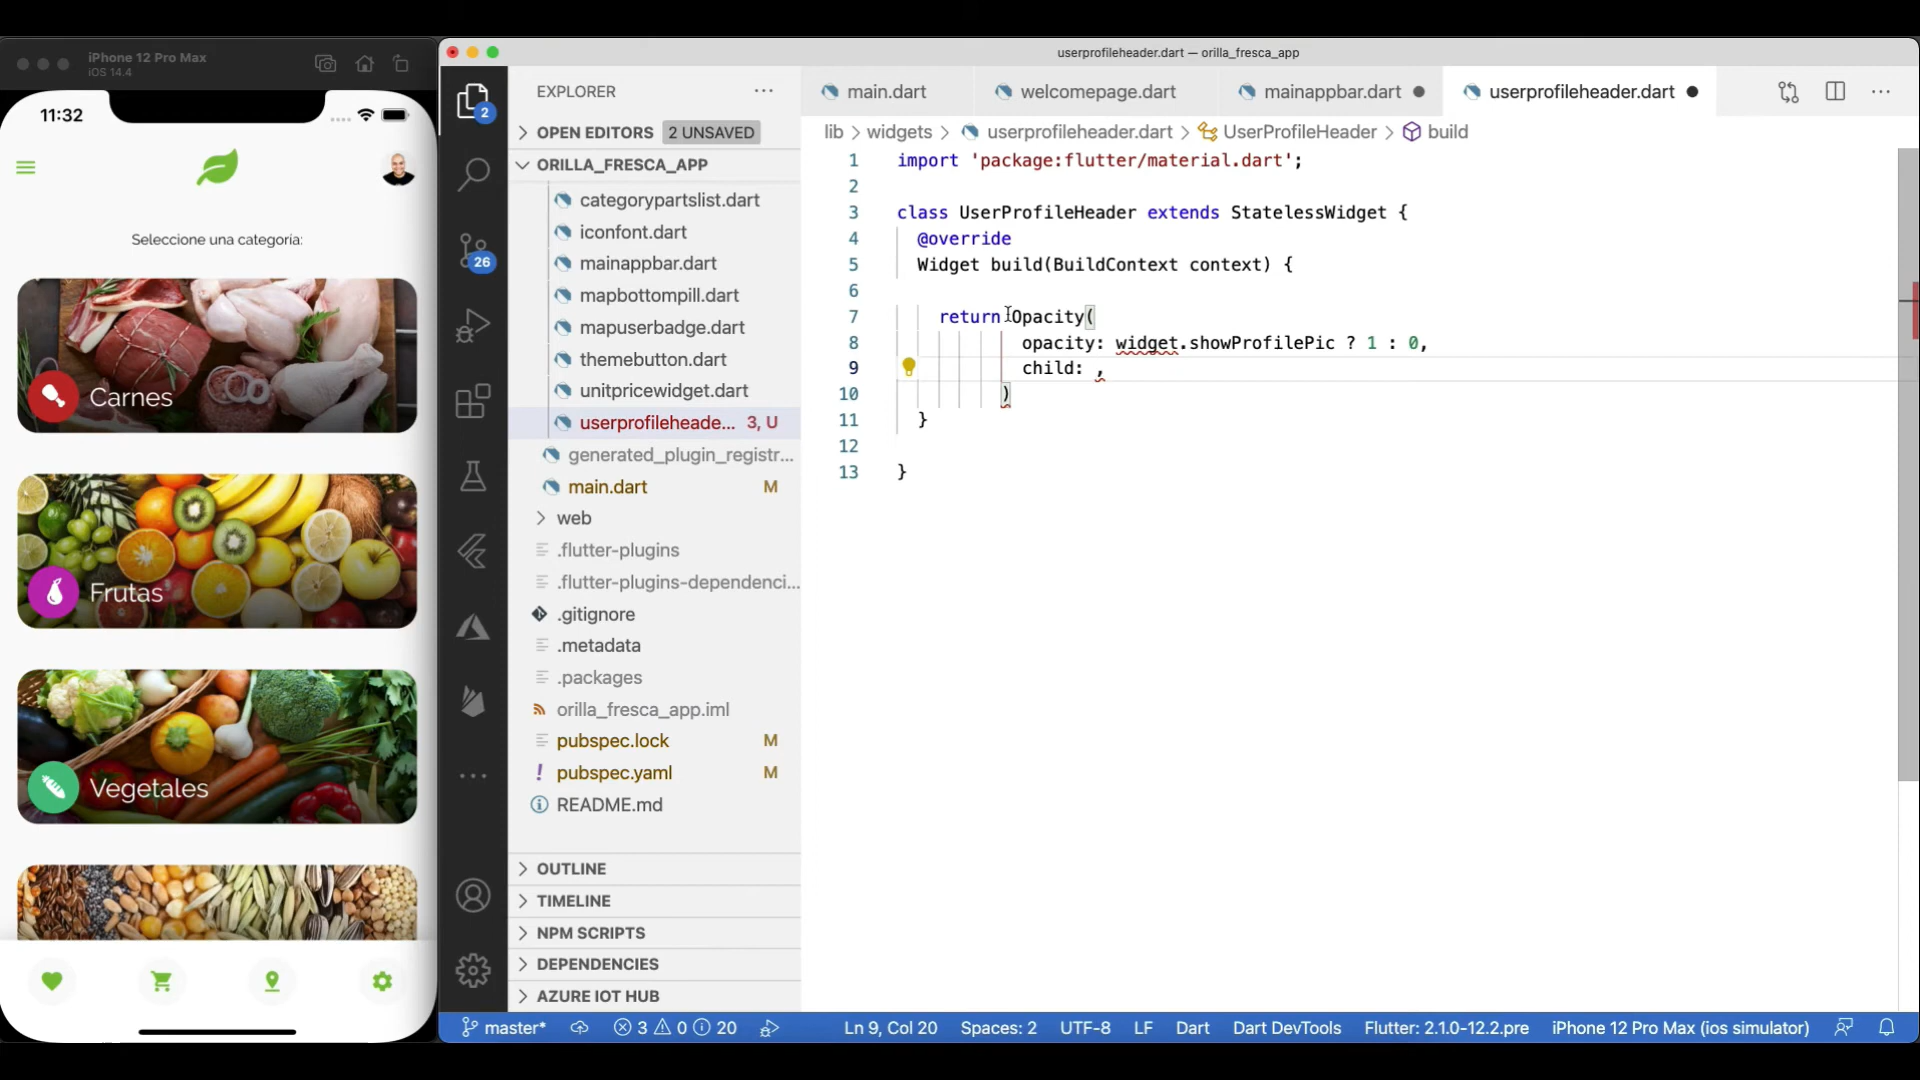 iPhone 12 Pro Max
iOS 14.4
11:32
Seleccione una categoría:
Carnes
Frutas
Vegetales
userprofileheader.dart — orilla_fresca_app
2
26
EXPLORER
OPEN EDITORS 2 UNSAVED
ORILLA_FRESCA_APP
categorypartslist.dart
iconfont.dart
mainappbar.dart
mapbottompill.dart
mapuserbadge.dart
themebutton.dart
unitpricewidget.dart
userprofileheade... 3, U
generated_plugin_registr...
main.dart M
web
.flutter-plugins
.flutter-plugins-dependenci...
.gitignore
.metadata
.packages
orilla_fresca_app.iml
pubspec.lock M
! pubspec.yaml M
README.md
OUTLINE
TIMELINE
NPM SCRIPTS
DEPENDENCIES
AZURE IOT HUB
main.dart welcomepage.dart mainappbar.dart userprofileheader.dart
lib > widgets > userprofileheader.dart > UserProfileHeader > build
1 import 'package:flutter/material.dart';
2
3 class UserProfileHeader extends StatelessWidget {
4 @override
5 Widget build(BuildContext context) {
6
7 return Opacity(
8 opacity: widget.showProfilePic ? 1 : 0,
9 child: ,
10 )
11 }
12
13 }
master* 3 0 20 Ln 9, Col 20 Spaces: 2 UTF-8 LF Dart Dart DevTools Flutter: 2.1.0-12.2.pre iPhone 12 Pro Max (ios simulator)